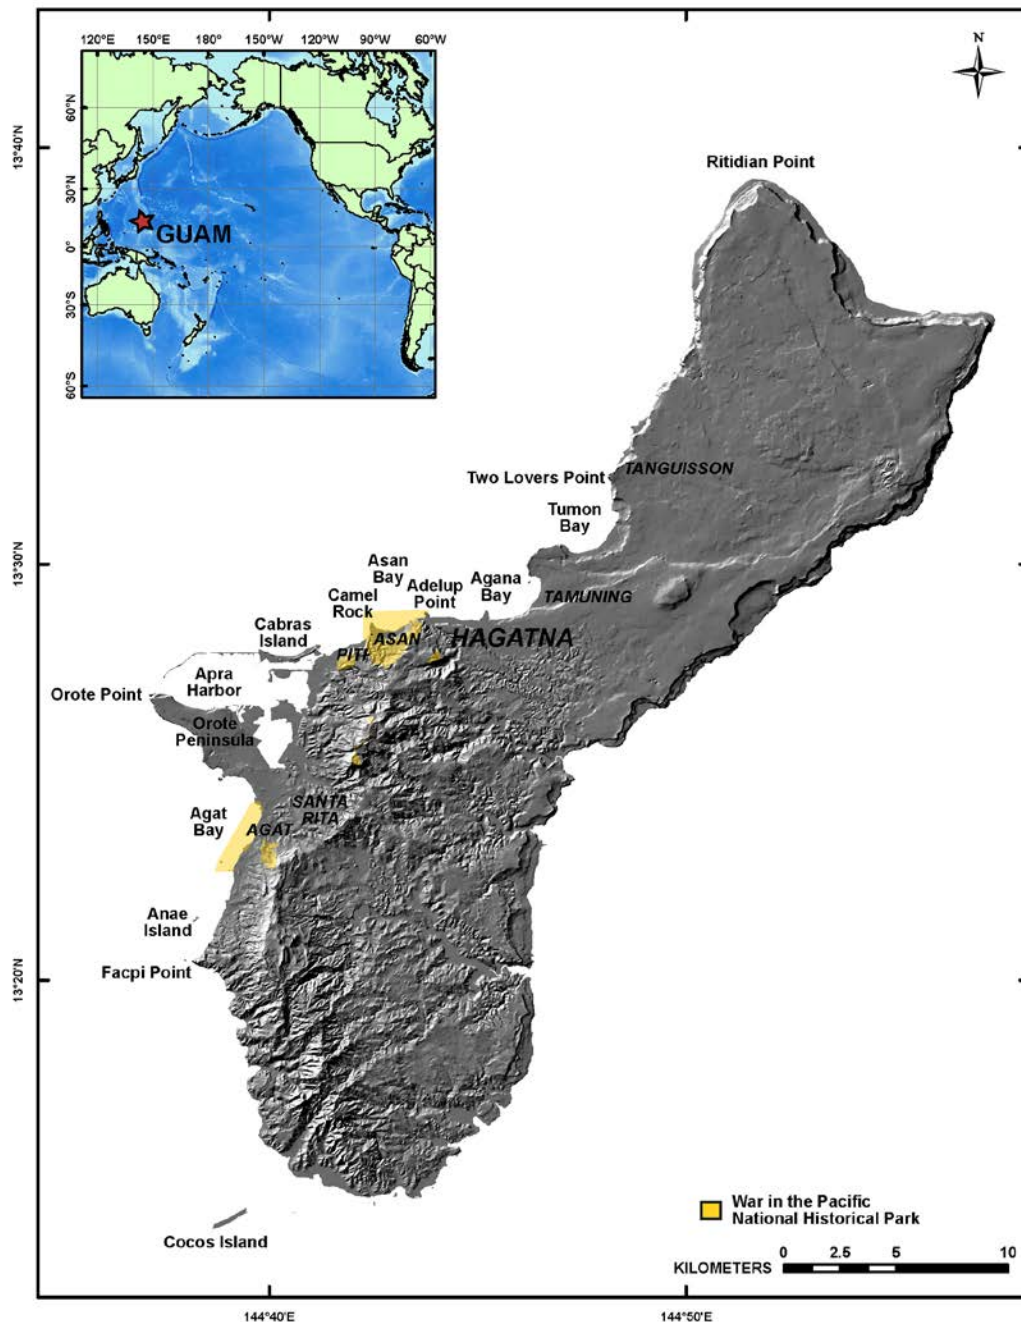 120°E 150°E 180° 150°W 120°W 90°W 60°W
N
60°N
30°N
0°
30°S
60°S
GUAM
13°40'N
Ritidian Point
Two Lovers Point
TANGUISSON
Tumon
Bay
13°30'N
Asan
Bay
Camel
Rock
Adelup
Point
Agana
Bay
TAMUNING
Cabras
Island
ASAN
HAGATNA
Apra
Harbor
Orote Point
Orote
Peninsula
SANTA
RITA
Agat
Bay
AGAT
Anae
Island
Facpi Point
13°20'N
Cocos Island
War in the Pacific
National Historical Park
0 2.5 5 10
KILOMETERS
144°40'E
144°50'E